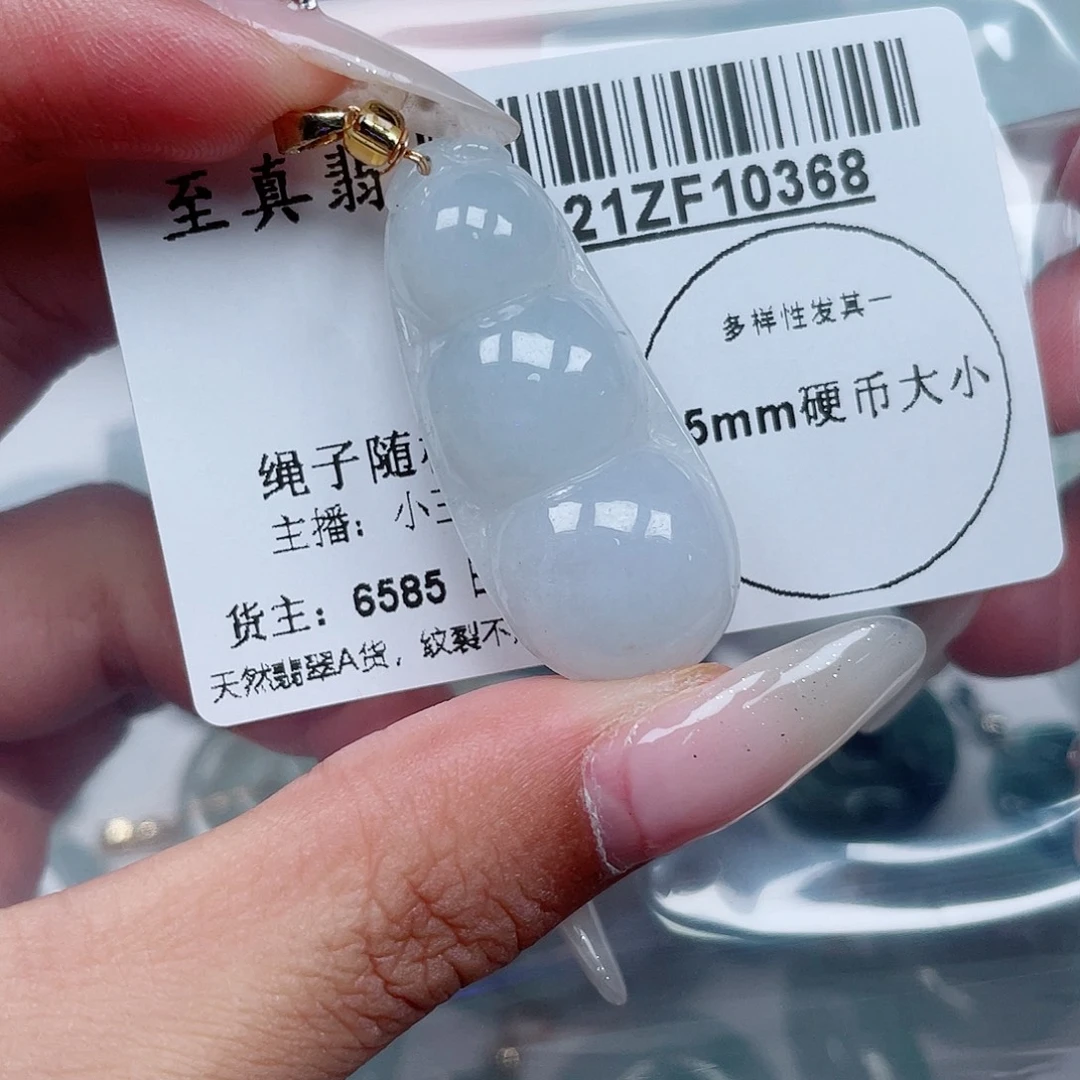 至真翡
21ZF10368
多样性发其一
5mm硬币大小
绳子随
主播：小
货主：6585
天然翡翠A货，纹裂不